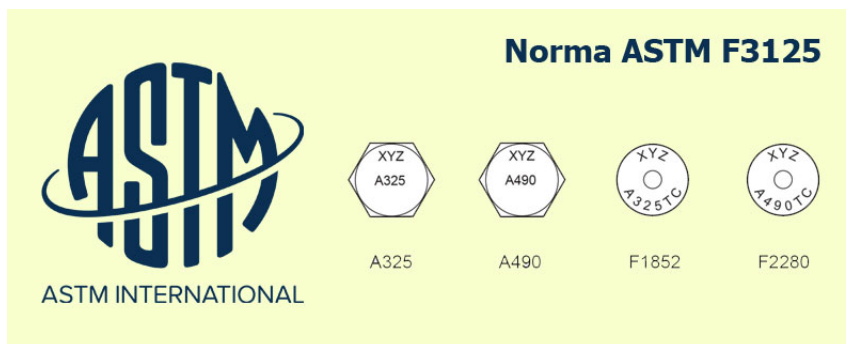 Norma ASTM F3125
ASTM
ASTM INTERNATIONAL
XYZ
A325
A325
XYZ
A490
A490
XYZ
A325TC
F1852
XYZ
A490TC
F2280